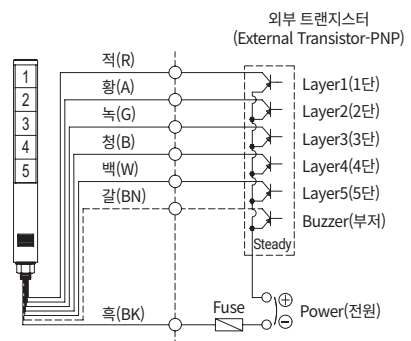 외부 트랜지스터
(External Transistor-PNP)
적(R)
황(A)
녹(G)
청(B)
백(W)
갈(BN)
흑(BK)
1
2
3
4
5
Layer1(1단)
Layer2(2단)
Layer3(3단)
Layer4(4단)
Layer5(5단)
Buzzer(부저)
Steady
Fuse
⊕
⊖
Power(전원)